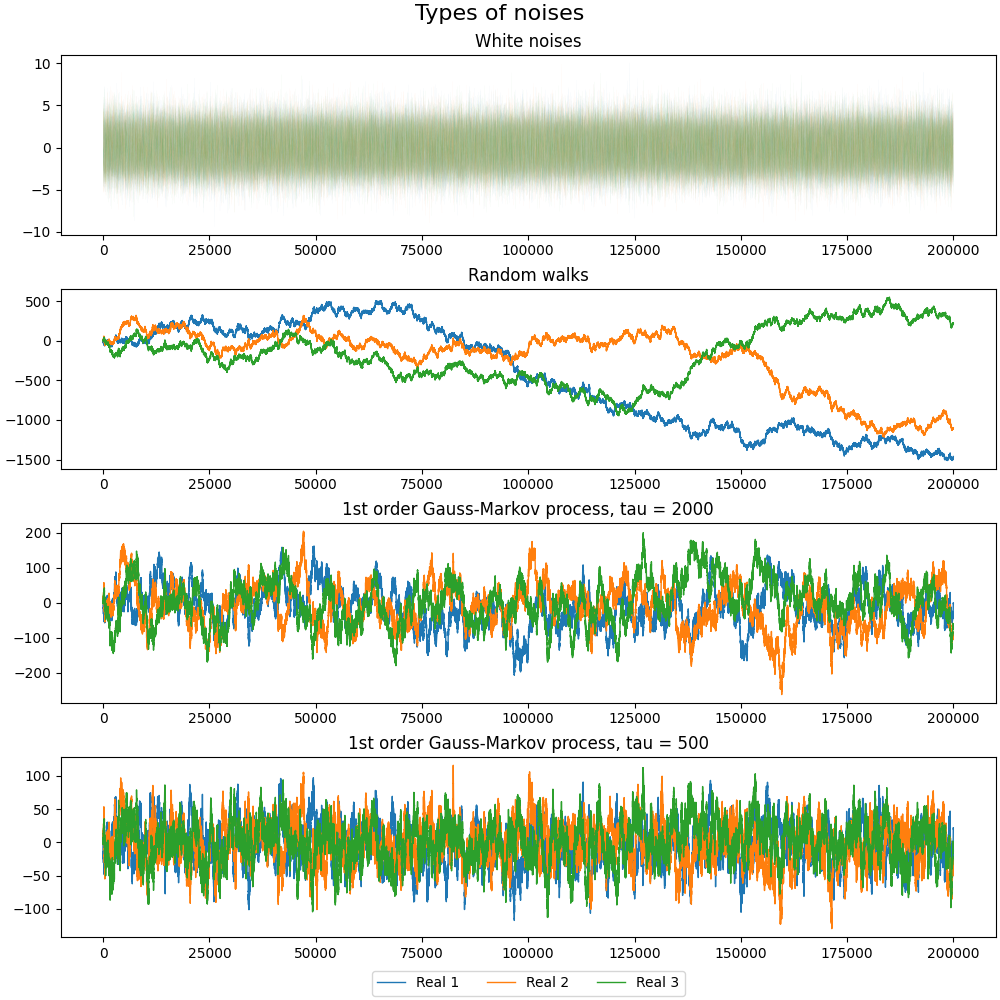 Types of noises
White noises
10
5
0
−5
−10
0 25000 50000 75000 100000 125000 150000 175000 200000
Random walks
500
0
−500
−1000
−1500
0 25000 50000 75000 100000 125000 150000 175000 200000
1st order Gauss-Markov process, tau = 2000
200
100
0
−100
−200
0 25000 50000 75000 100000 125000 150000 175000 200000
1st order Gauss-Markov process, tau = 500
100
50
0
−50
−100
0 25000 50000 75000 100000 125000 150000 175000 200000
Real 1 Real 2 Real 3